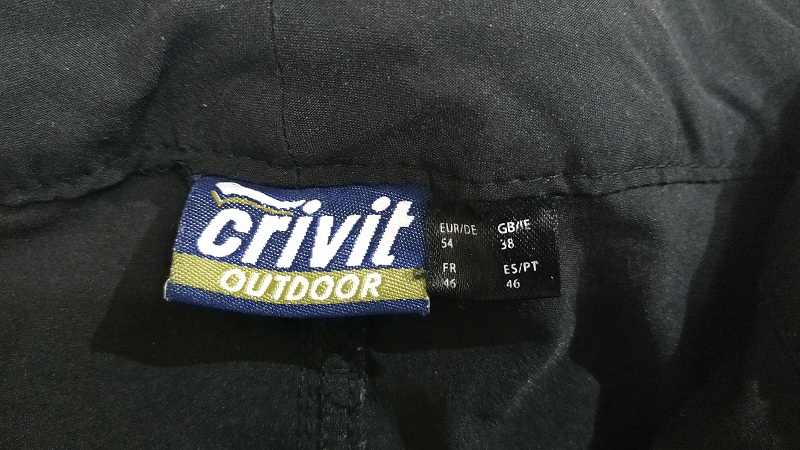 crivit
OUTDOOR
EUR/DE GB/IE
54 38
FR ES/PT
46 46